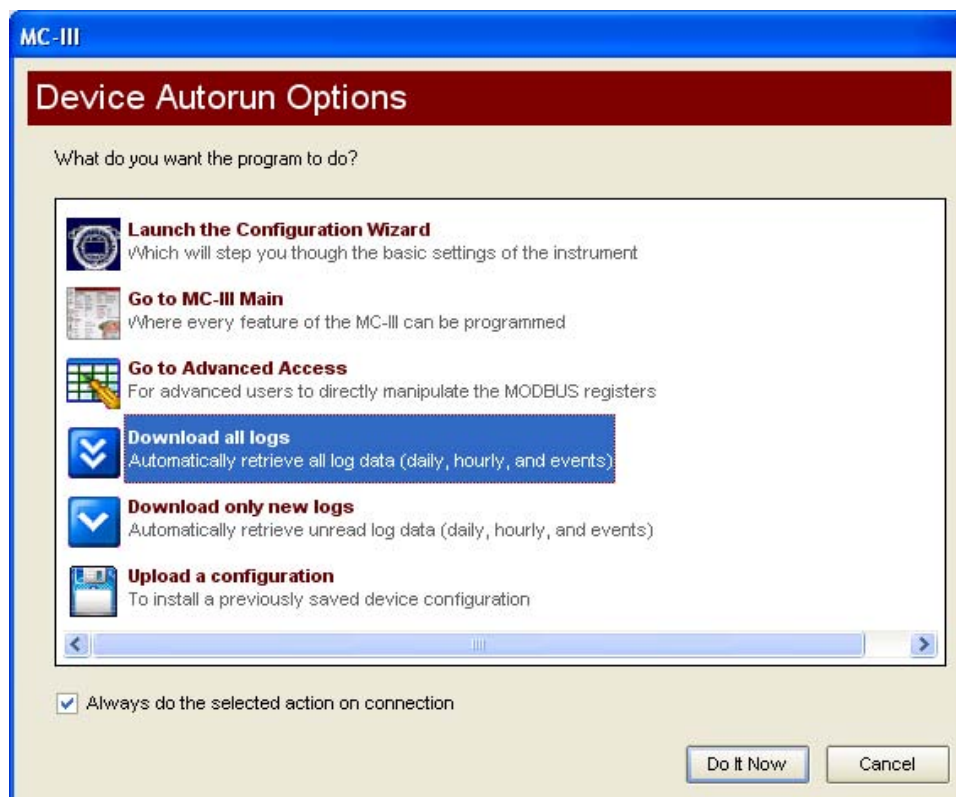 MC-III
Device Autorun Options
What do you want the program to do?
Launch the Configuration Wizard
Which will step you though the basic settings of the instrument
Go to MC-III Main
Where every feature of the MC-III can be programmed
Go to Advanced Access
For advanced users to directly manipulate the MODBUS registers
Download all logs
Automatically retrieve all log data (daily, hourly, and events)
Download only new logs
Automatically retrieve unread log data (daily, hourly, and events)
Upload a configuration
To install a previously saved device configuration
Always do the selected action on connection
Do It Now
Cancel